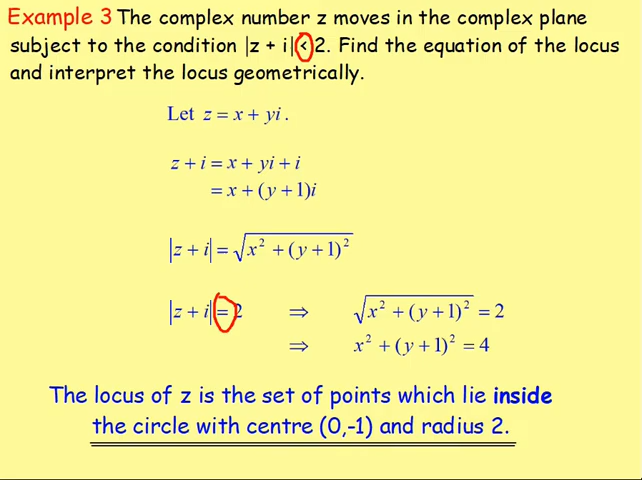 Example 3 The complex number z moves in the complex plane
subject to the condition |z + i| < 2. Find the equation of the locus
and interpret the locus geometrically.
Let z = x + yi.
z + i = x + yi + i
= x + (y + 1)i
|z + i| = √(x² + (y + 1)²)
|z + i| = 2 ⇒ √(x² + (y + 1)²) = 2
⇒ x² + (y + 1)² = 4
The locus of z is the set of points which lie inside
the circle with centre (0,-1) and radius 2.